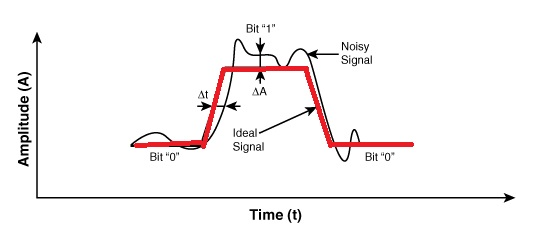 Bit "1"
Noisy
Signal
Δt
ΔA
Ideal
Signal
Bit "0"
Bit "0"
Amplitude (A)
Time (t)